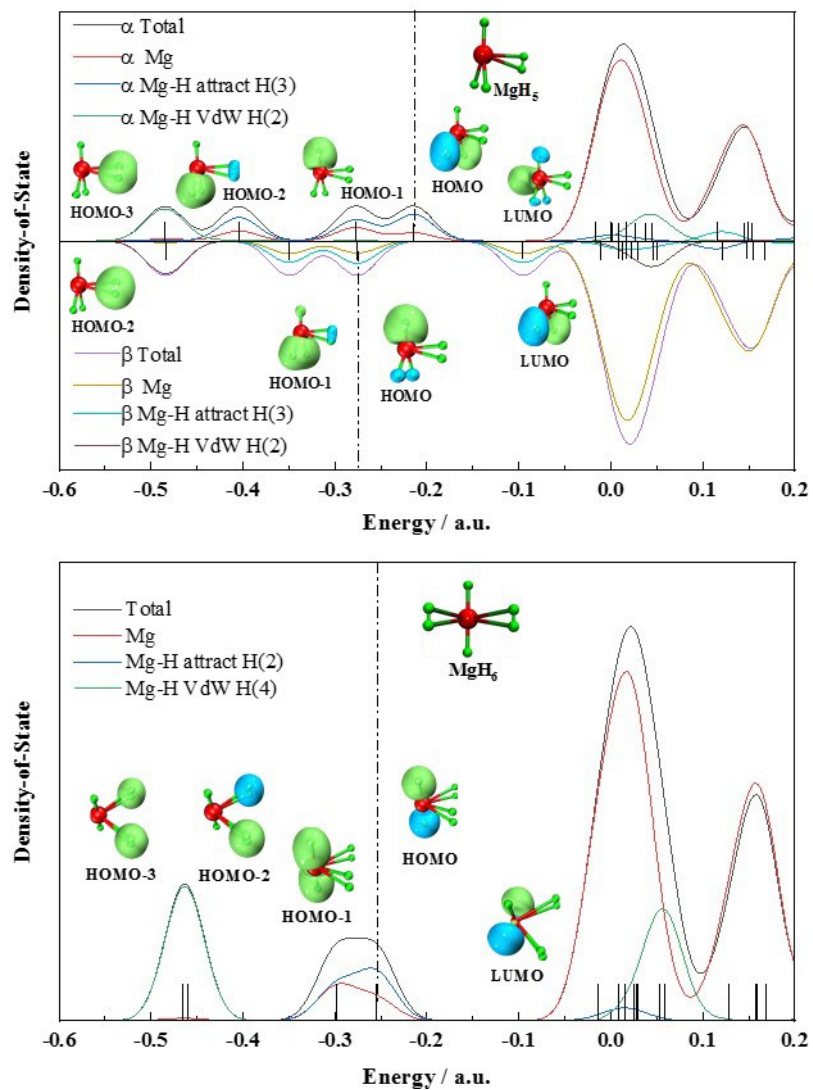 α Total
α Mg
α Mg-H attract H(3)
α Mg-H VdW H(2)
MgH5
HOMO-3
HOMO-2
HOMO-1
HOMO
LUMO
Density-of-State
HOMO-2
HOMO-1
HOMO
LUMO
β Total
β Mg
β Mg-H attract H(3)
β Mg-H VdW H(2)
-0.6 -0.5 -0.4 -0.3 -0.2 -0.1 0.0 0.1 0.2
Energy / a.u.
Total
Mg
Mg-H attract H(2)
Mg-H VdW H(4)
MgH6
Density-of-State
HOMO-3
HOMO-2
HOMO-1
HOMO
LUMO
-0.6 -0.5 -0.4 -0.3 -0.2 -0.1 0.0 0.1 0.2
Energy / a.u.